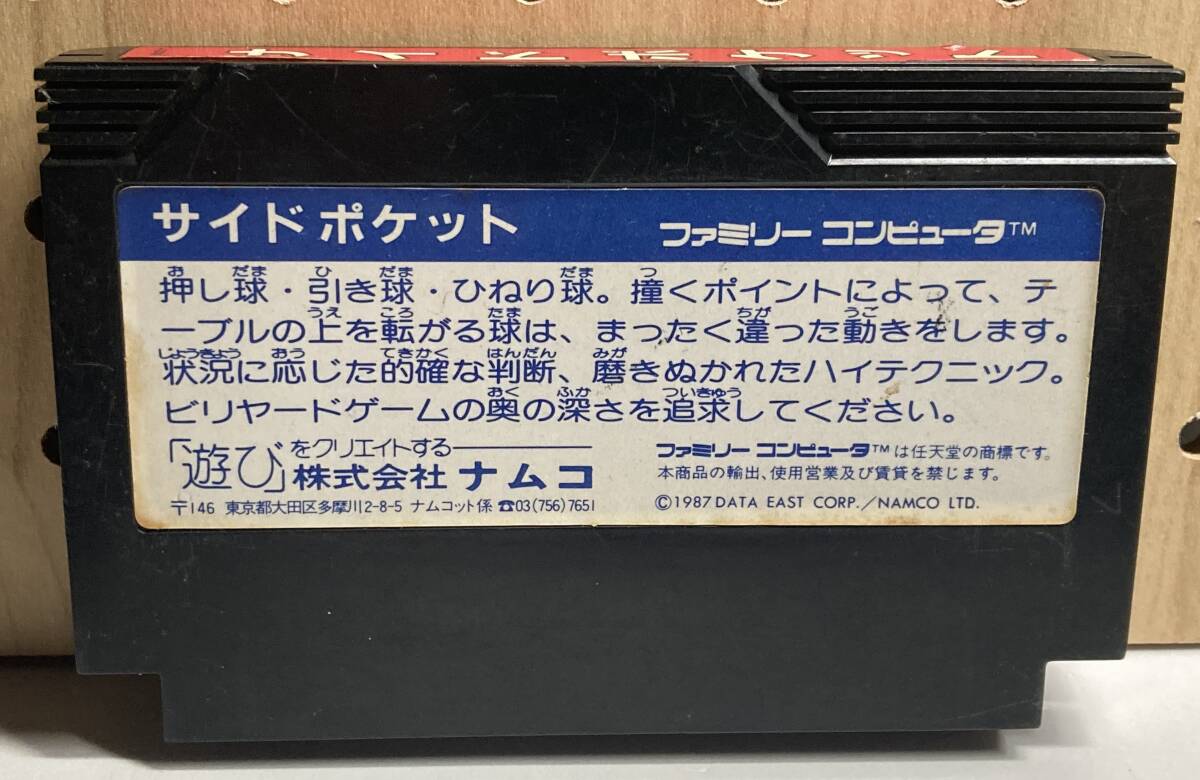 サイドポケット
サイドポケット ファミリー コンピュータ™
押し球・引き球・ひねり球。撞くポイントによって、テ
ーブルの上を転がる球は、まったく違った動きをします。
状況に応じた的確な判断、磨きぬかれたハイテクニック。
ビリヤードゲームの奥の深さを追求してください。
「遊び」をクリエイトする
株式会社 ナムコ
〒146 東京都大田区多摩川2-8-5 ナムコット係 ☎03(756)7651
ファミリー コンピュータ™は任天堂の商標です。
本商品の輸出、使用営業及び賃貸を禁じます。
©1987 DATA EAST CORP./NAMCO LTD.